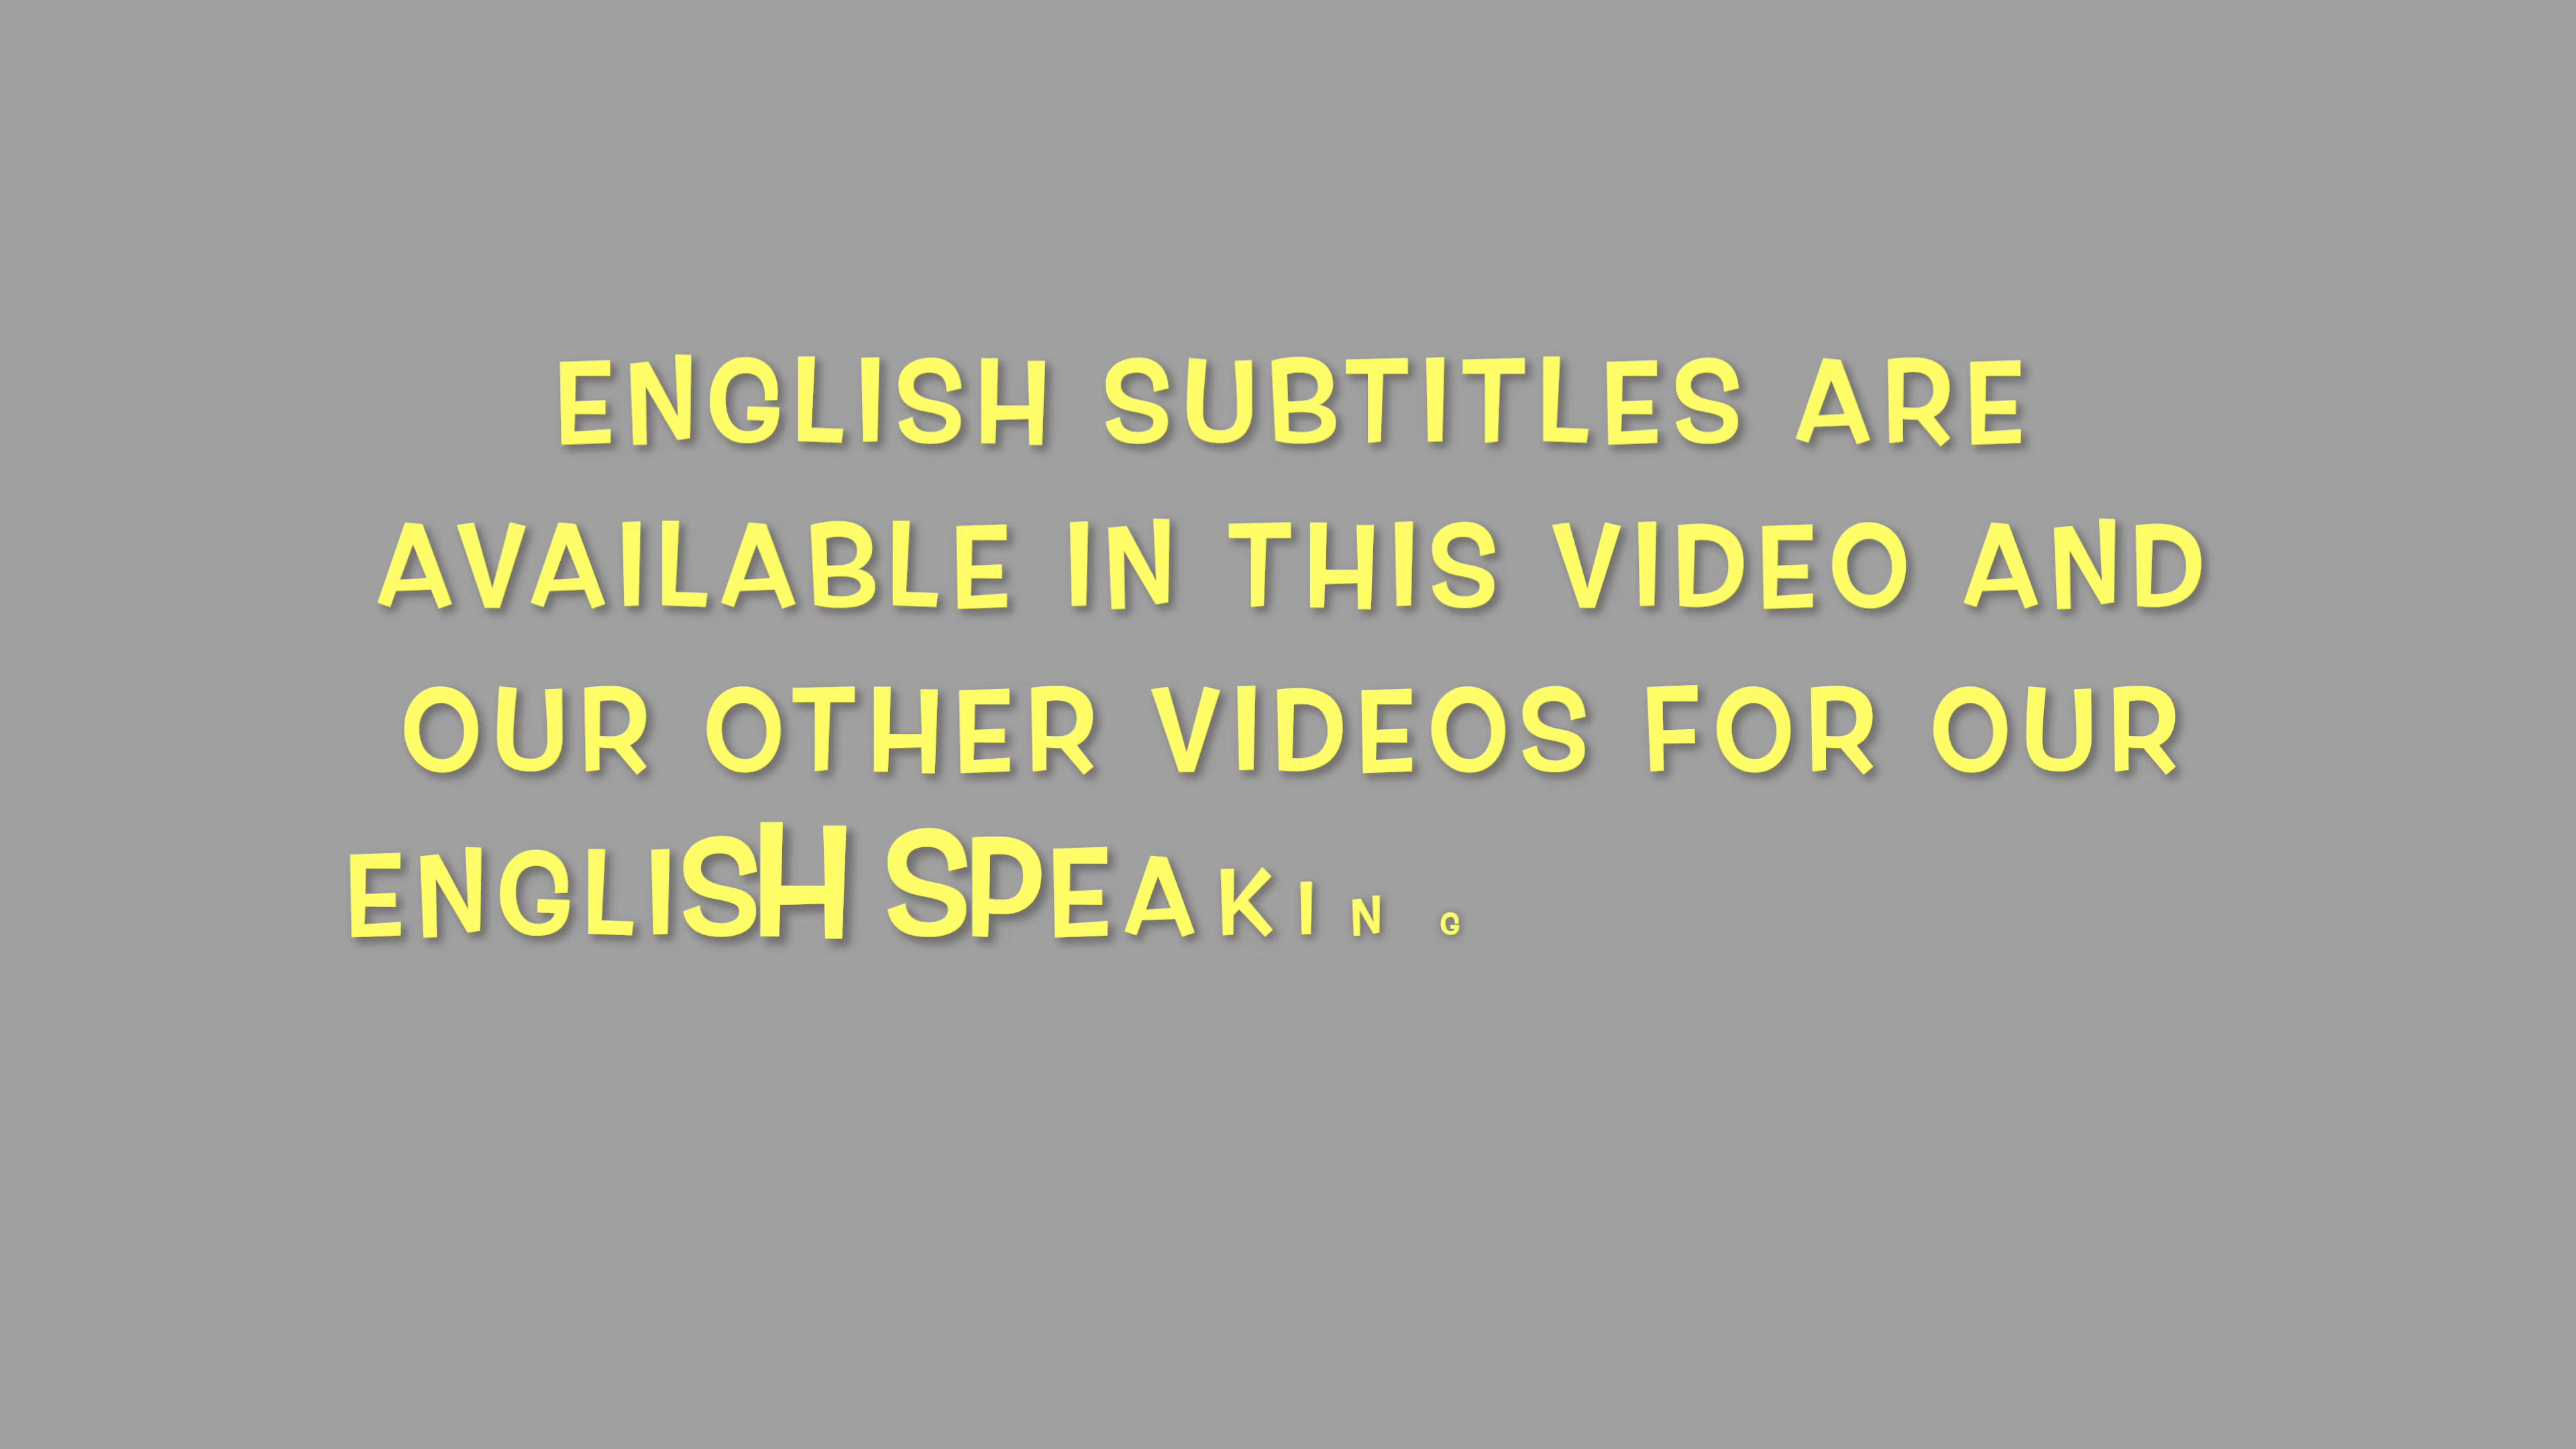 ENGLISH SUBTITLES ARE
AVAILABLE IN THIS VIDEO AND
OUR OTHER VIDEOS FOR OUR
ENGLISH SPEAKING